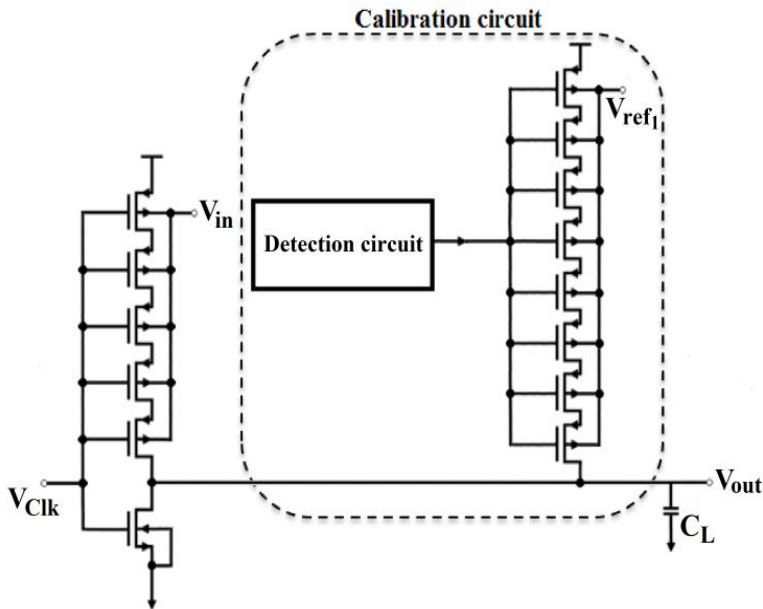 Calibration circuit
Vref1
Vin
Detection circuit
VClk
Vout
CL